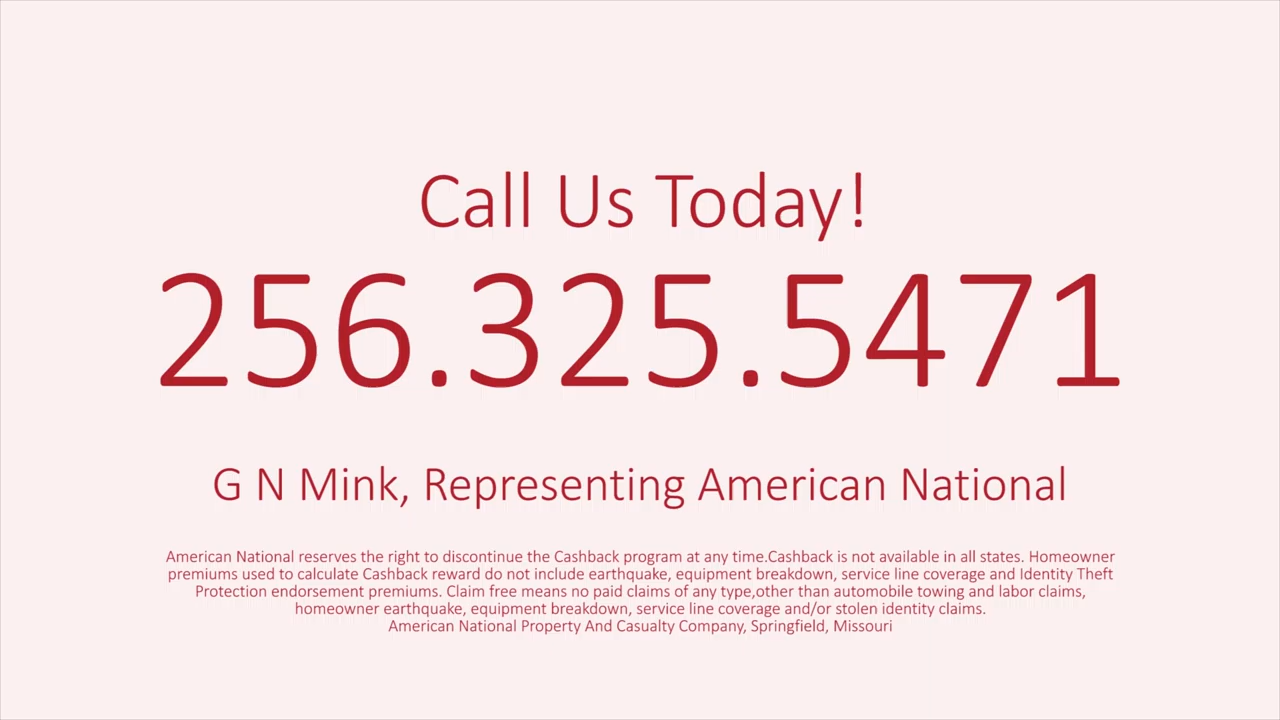 Call Us Today!
256.325.5471
G N Mink, Representing American National
American National reserves the right to discontinue the Cashback program at any time.Cashback is not available in all states. Homeowner
premiums used to calculate Cashback reward do not include earthquake, equipment breakdown, service line coverage and Identity Theft
Protection endorsement premiums. Claim free means no paid claims of any type,other than automobile towing and labor claims,
homeowner earthquake, equipment breakdown, service line coverage and/or stolen identity claims.
American National Property And Casualty Company, Springfield, Missouri